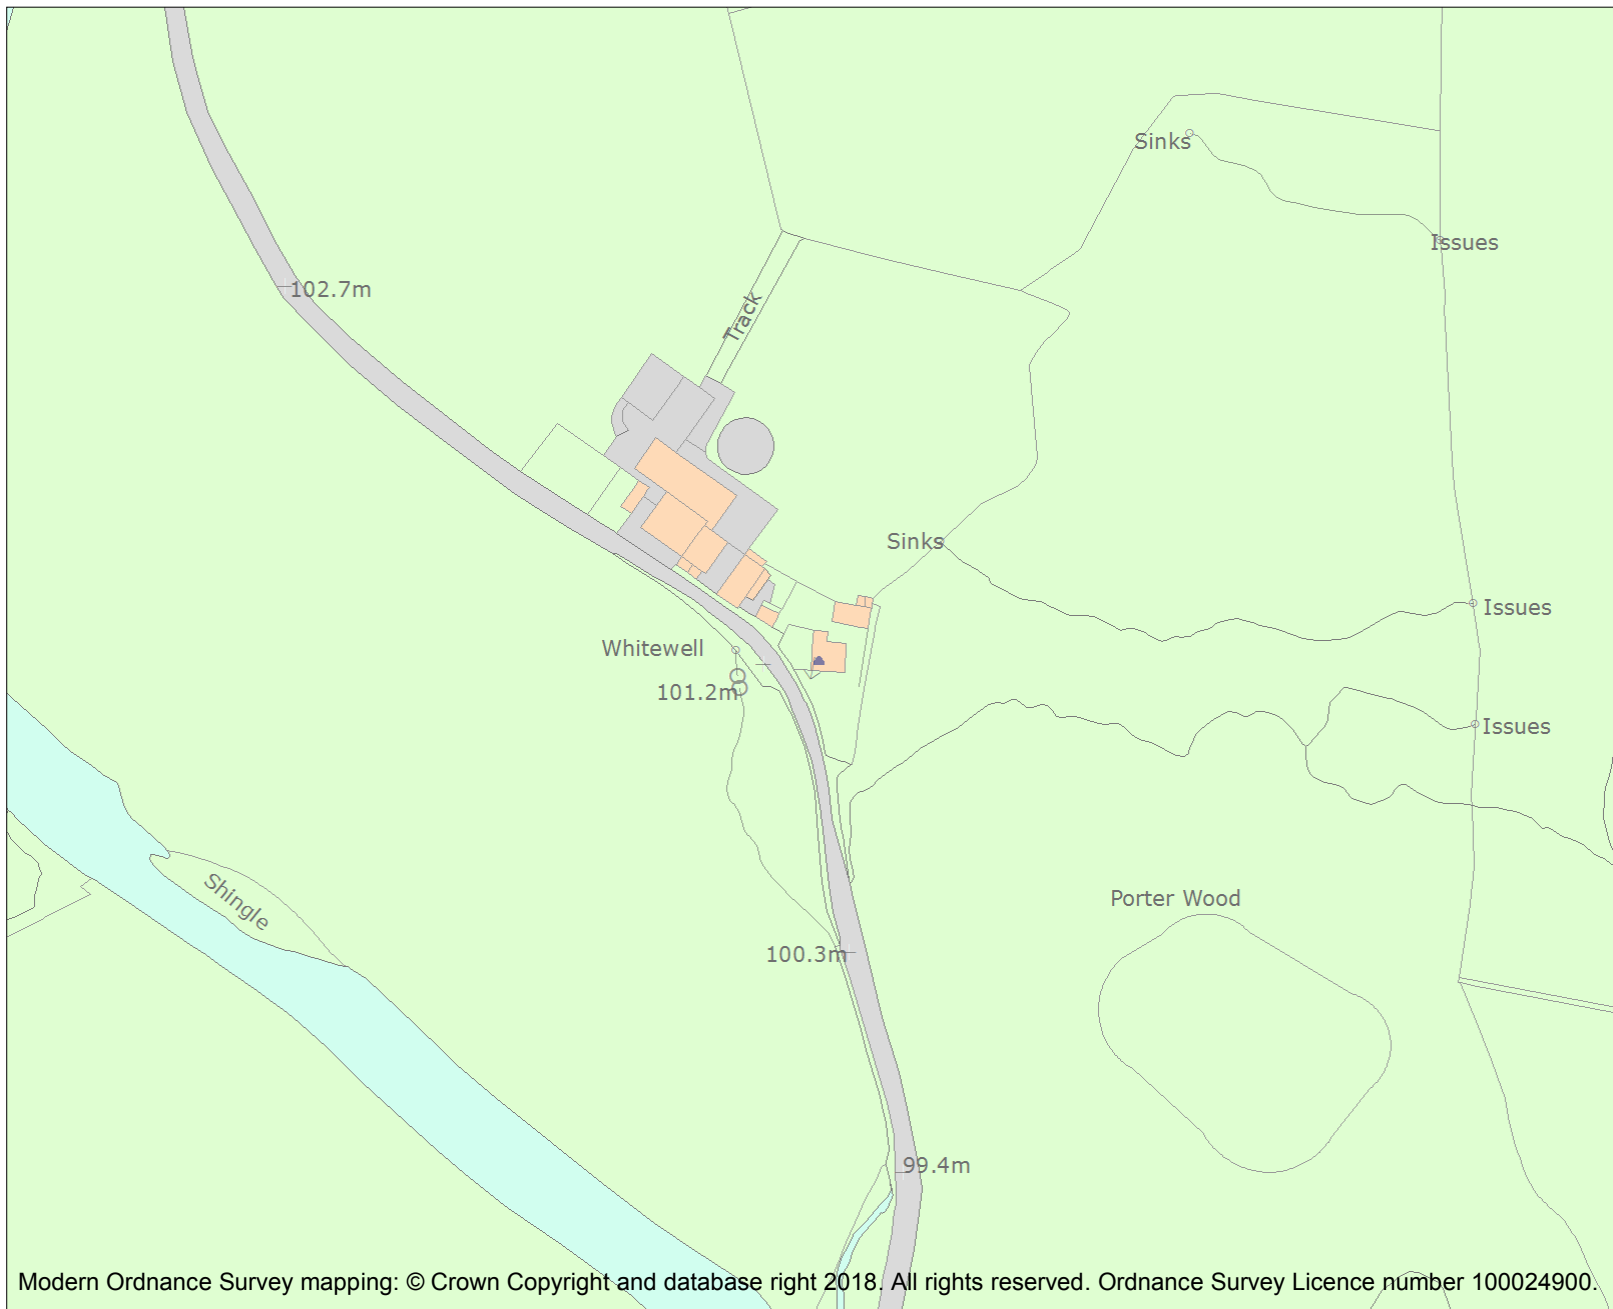 Sinks
Issues
102.7m
Track
Sinks
Issues
Whitewell
101.2m
Issues
Shingle
Porter Wood
100.3m
99.4m
Modern Ordnance Survey mapping: © Crown Copyright and database right 2018. All rights reserved. Ordnance Survey Licence number 100024900.